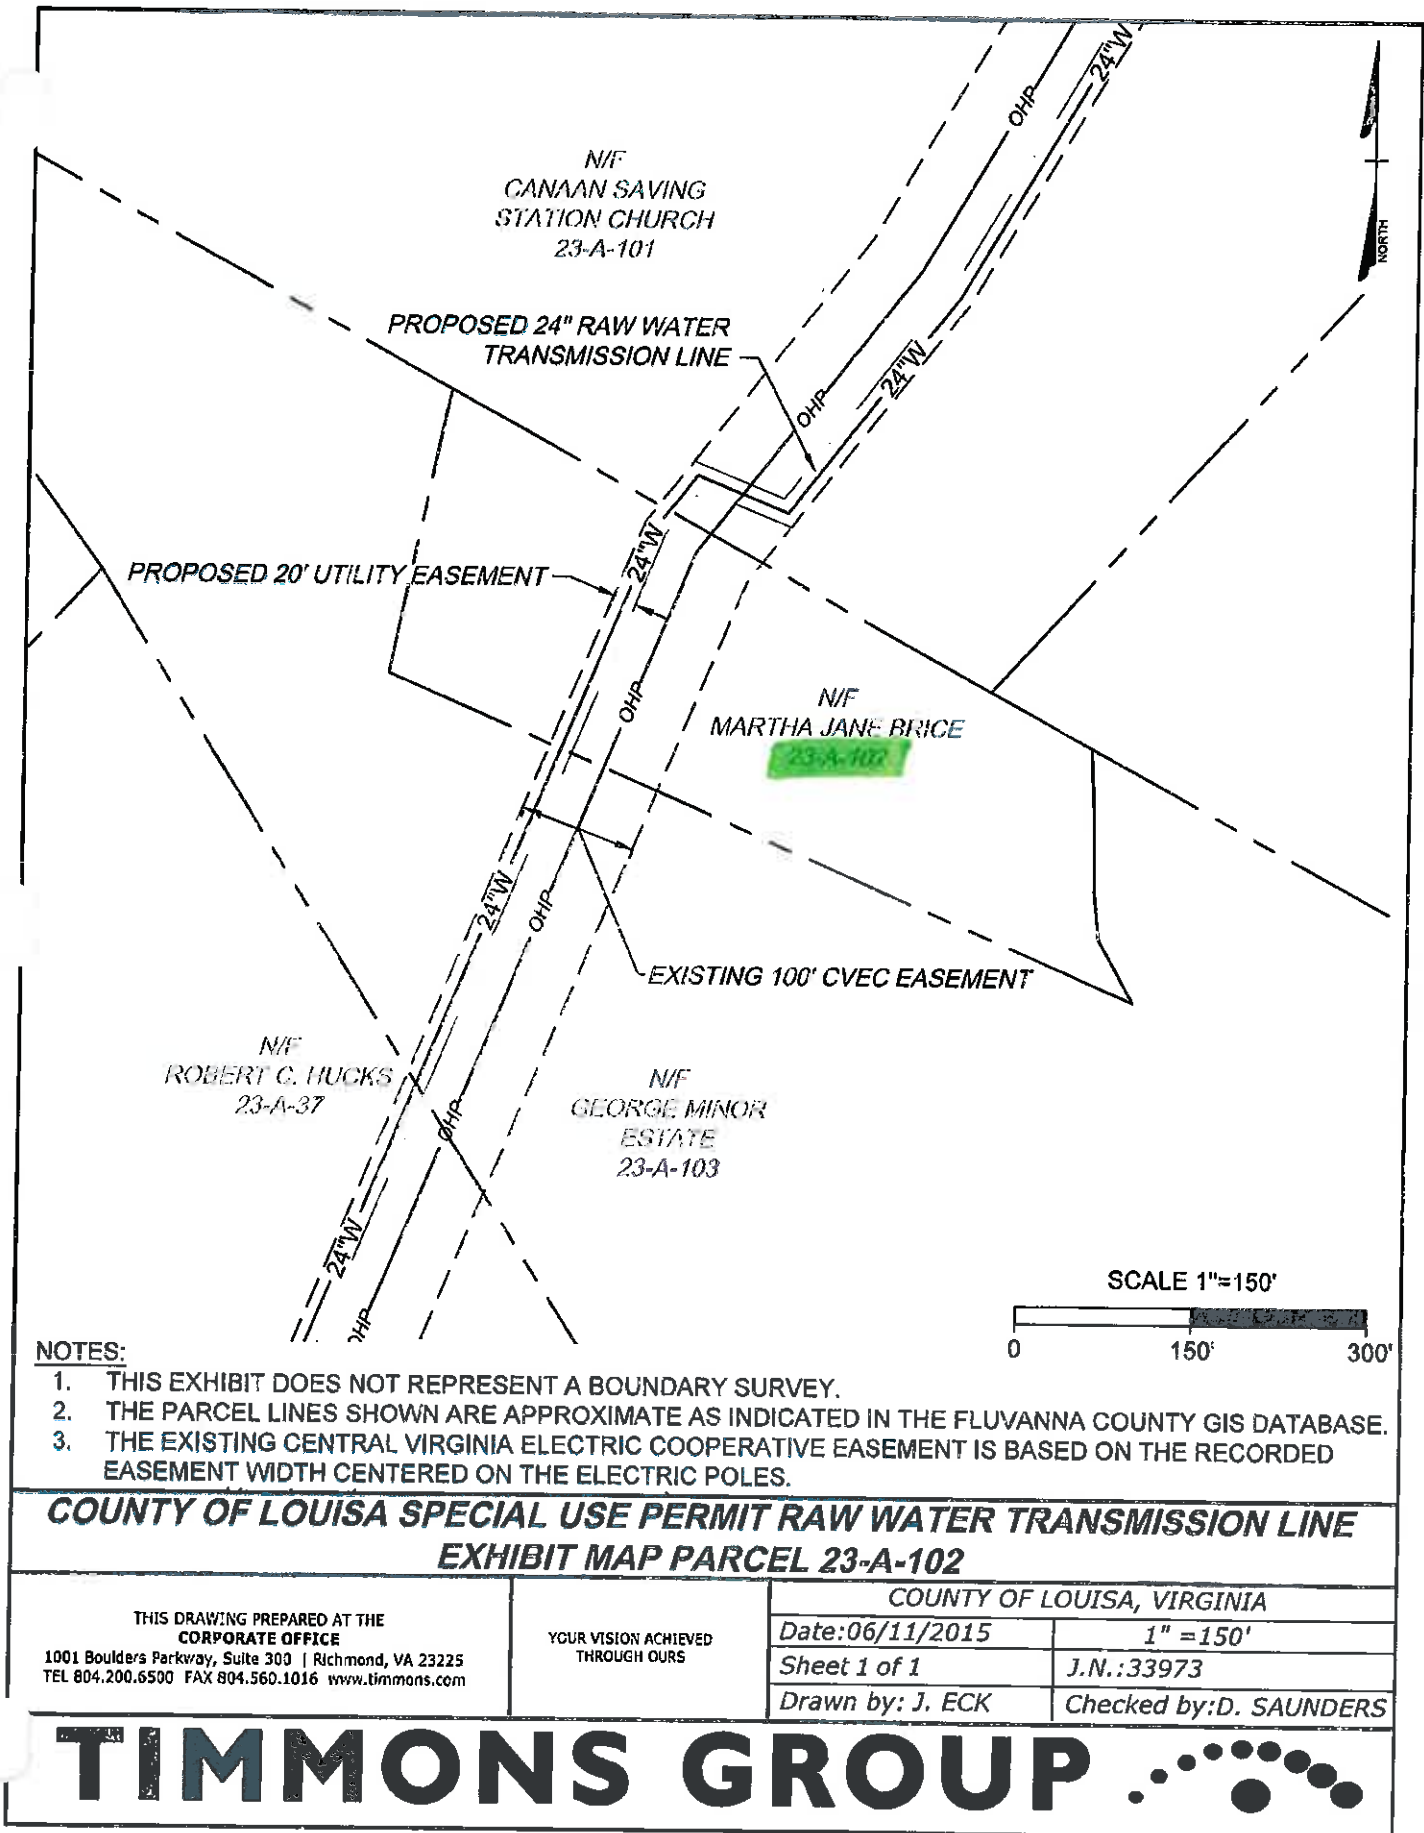 24"W
OHP
N/F
CANAAN SAVING
STATION CHURCH
23-A-101
NORTH
PROPOSED 24" RAW WATER
TRANSMISSION LINE
24"W
OHP
24"W
PROPOSED 20' UTILITY EASEMENT
OHP
N/F
MARTHA JANE BRICE
23-A-102
24"W
OHP
EXISTING 100' CVEC EASEMENT
N/F
ROBERT C. HUCKS
23-A-37
N/F
GEORGE MINOR
ESTATE
23-A-103
OHP
24"W
OHP
SCALE 1"=150'
0 150' 300'
NOTES:
1. THIS EXHIBIT DOES NOT REPRESENT A BOUNDARY SURVEY.
2. THE PARCEL LINES SHOWN ARE APPROXIMATE AS INDICATED IN THE FLUVANNA COUNTY GIS DATABASE.
3. THE EXISTING CENTRAL VIRGINIA ELECTRIC COOPERATIVE EASEMENT IS BASED ON THE RECORDED
EASEMENT WIDTH CENTERED ON THE ELECTRIC POLES.
COUNTY OF LOUISA SPECIAL USE PERMIT RAW WATER TRANSMISSION LINE
EXHIBIT MAP PARCEL 23-A-102
THIS DRAWING PREPARED AT THE
CORPORATE OFFICE
1001 Boulders Parkway, Suite 300 | Richmond, VA 23225
TEL 804.200.6500 FAX 804.560.1016 www.timmons.com
YOUR VISION ACHIEVED
THROUGH OURS
COUNTY OF LOUISA, VIRGINIA
Date:06/11/2015 1" =150'
Sheet 1 of 1 J.N.:33973
Drawn by: J. ECK Checked by:D. SAUNDERS
TIMMONS GROUP